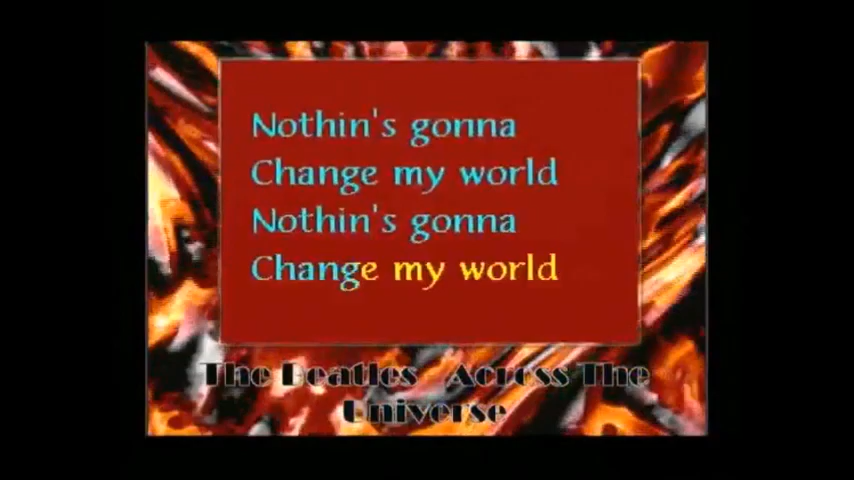 Nothin's gonna
Change my world
Nothin's gonna
Change my world
The Beatles Across The
Universe